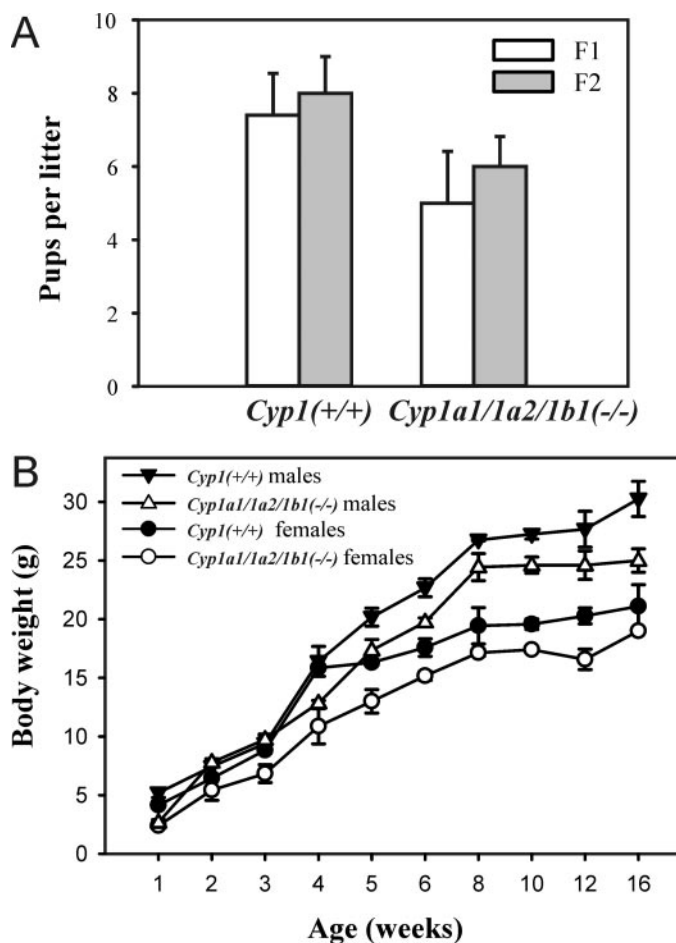 A
10
8
6
4
2
0
Pups per litter
F1
F2
Cyp1(+/+) Cyp1a1/1a2/1b1(-/-)
B
Cyp1(+/+) males
Cyp1a1/1a2/1b1(-/-) males
Cyp1(+/+) females
Cyp1a1/1a2/1b1(-/-) females
30
25
20
15
10
5
0
Body weight (g)
1 2 3 4 5 6 8 10 12 16
Age (weeks)